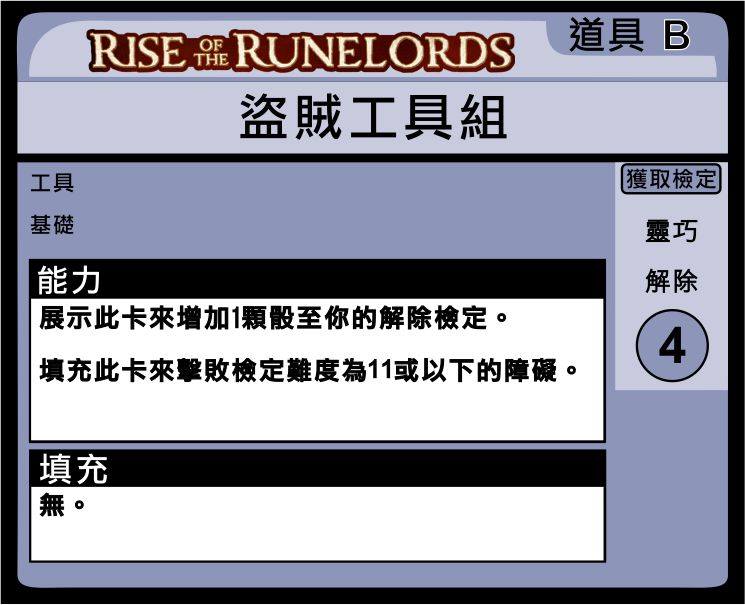 RISE OF THE RUNELORDS
道具 B
盜賊工具組
工具
基礎
獲取檢定
靈巧
解除
4
能力
展示此卡來增加1顆骰至你的解除檢定。
填充此卡來擊敗檢定難度為11或以下的障礙。
填充
無。